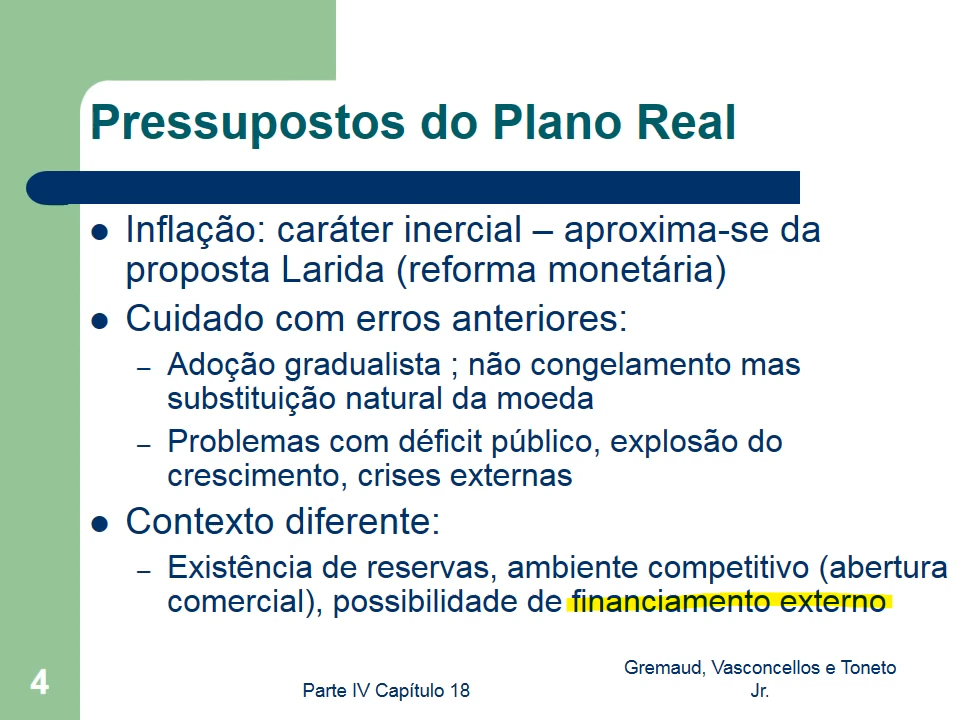 Pressupostos do Plano Real
● Inflação: caráter inercial – aproxima-se da
proposta Larida (reforma monetária)
● Cuidado com erros anteriores:
– Adoção gradualista ; não congelamento mas
substituição natural da moeda
– Problemas com déficit público, explosão do
crescimento, crises externas
● Contexto diferente:
– Existência de reservas, ambiente competitivo (abertura
comercial), possibilidade de financiamento externo
4
Parte IV Capítulo 18
Gremaud, Vasconcellos e Toneto
Jr.